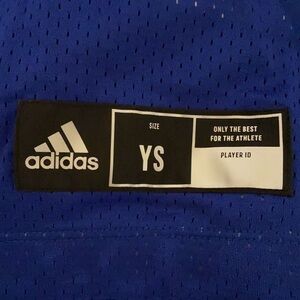 adidas
SIZE
YS
ONLY THE BEST
FOR THE ATHLETE
PLAYER ID